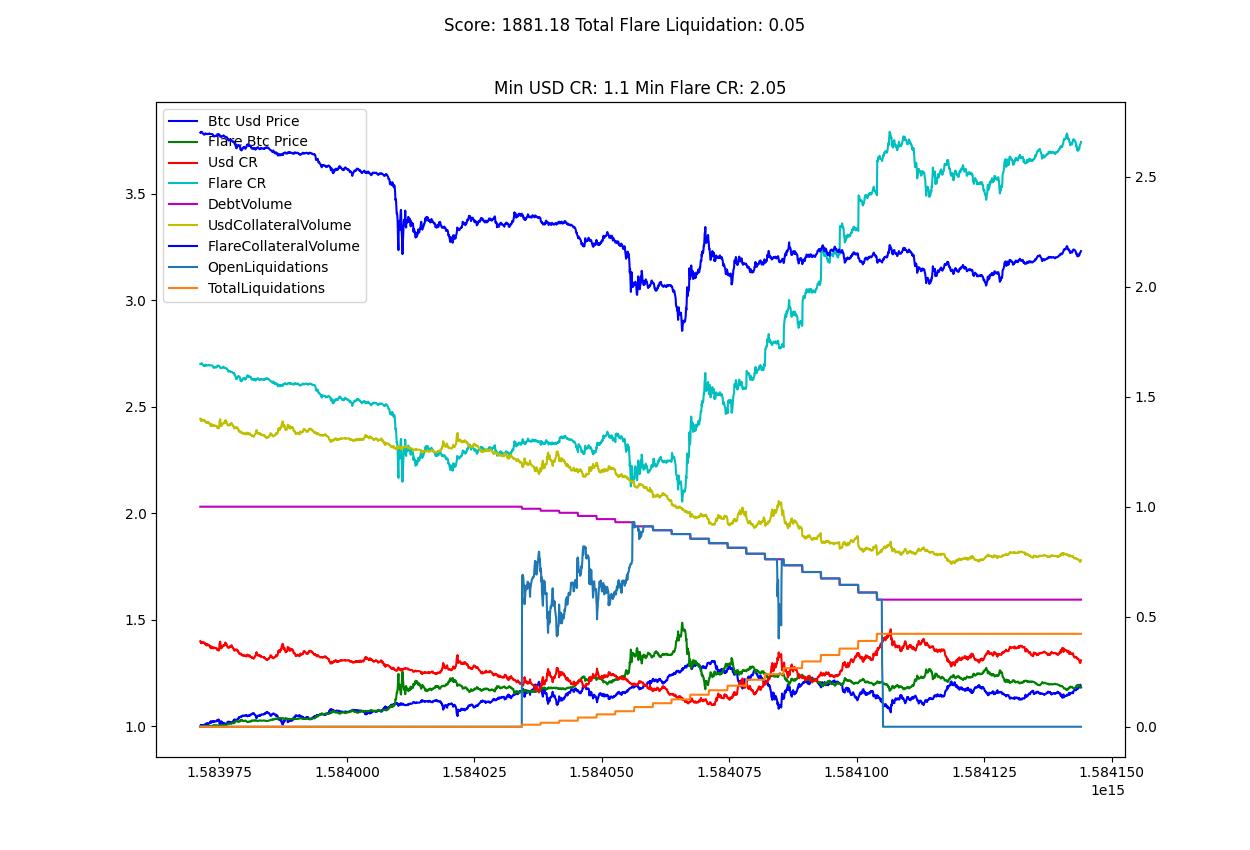 Score: 1881.18 Total Flare Liquidation: 0.05
Min USD CR: 1.1 Min Flare CR: 2.05
Btc Usd Price
Flare Btc Price
Usd CR
Flare CR
DebtVolume
UsdCollateralVolume
FlareCollateralVolume
OpenLiquidations
TotalLiquidations
3.5
3.0
2.5
2.0
1.5
1.0
2.5
2.0
1.5
1.0
0.5
0.0
1.583975 1.584000 1.584025 1.584050 1.584075 1.584100 1.584125 1.584150
1e15